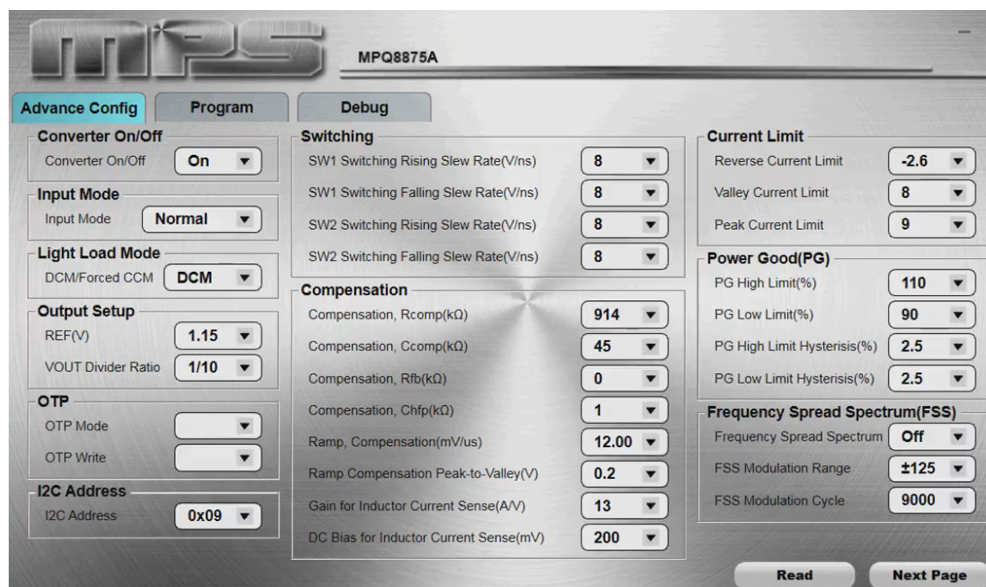 mps
MPQ8875A
Advance Config
Program
Debug
Converter On/Off
Converter On/Off On
Input Mode
Input Mode Normal
Light Load Mode
DCM/Forced CCM DCM
Output Setup
REF(V) 1.15
VOUT Divider Ratio 1/10
OTP
OTP Mode
OTP Write
I2C Address
I2C Address 0x09
Switching
SW1 Switching Rising Slew Rate(V/ns) 8
SW1 Switching Falling Slew Rate(V/ns) 8
SW2 Switching Rising Slew Rate(V/ns) 8
SW2 Switching Falling Slew Rate(V/ns) 8
Compensation
Compensation, Rcomp(kΩ) 914
Compensation, Ccomp(kΩ) 45
Compensation, Rfb(kΩ) 0
Compensation, Chfp(kΩ) 1
Ramp, Compensation(mV/us) 12.00
Ramp Compensation Peak-to-Valley(V) 0.2
Gain for Inductor Current Sense(A/V) 13
DC Bias for Inductor Current Sense(mV) 200
Current Limit
Reverse Current Limit -2.6
Valley Current Limit 8
Peak Current Limit 9
Power Good(PG)
PG High Limit(%) 110
PG Low Limit(%) 90
PG High Limit Hysterisis(%) 2.5
PG Low Limit Hysterisis(%) 2.5
Frequency Spread Spectrum(FSS)
Frequency Spread Spectrum Off
FSS Modulation Range ±125
FSS Modulation Cycle 9000
Read
Next Page